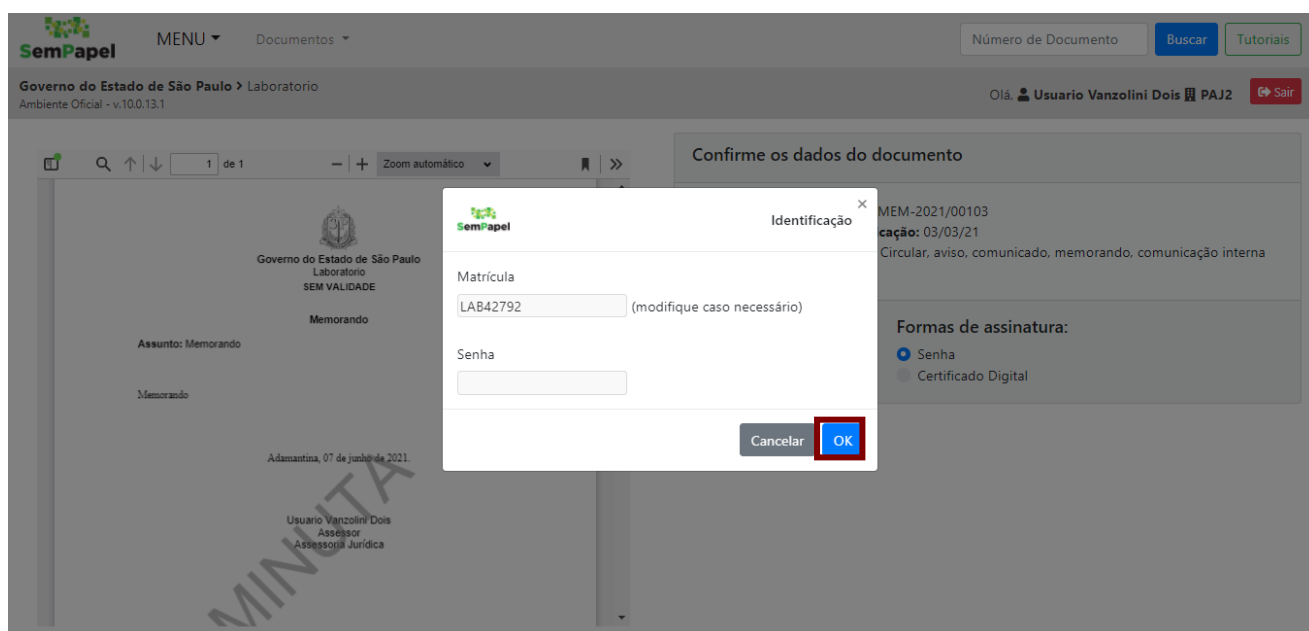 SemPapel
MENU
Documentos
Número de Documento
Buscar
Tutoriais
Governo do Estado de São Paulo > Laboratorio
Ambiente Oficial - v.10.0.13.1
Olá, Usuario Vanzolini Dois PAJ2
Sair
1 de 1
Zoom automático
Governo do Estado de São Paulo
Laboratorio
SEM VALIDADE
Memorando
Assunto: Memorando
Memorando
Adamantina, 07 de junho de 2021.
Usuario Vanzolini Dois
Assessor
Assessoria Jurídica
MINUTA
Confirme os dados do documento
MEM-2021/00103
cação: 03/03/21
Circular, aviso, comunicado, memorando, comunicação interna
Formas de assinatura:
Senha
Certificado Digital
SemPapel
Identificação ×
Matrícula
LAB42792 (modifique caso necessário)
Senha
Cancelar
OK